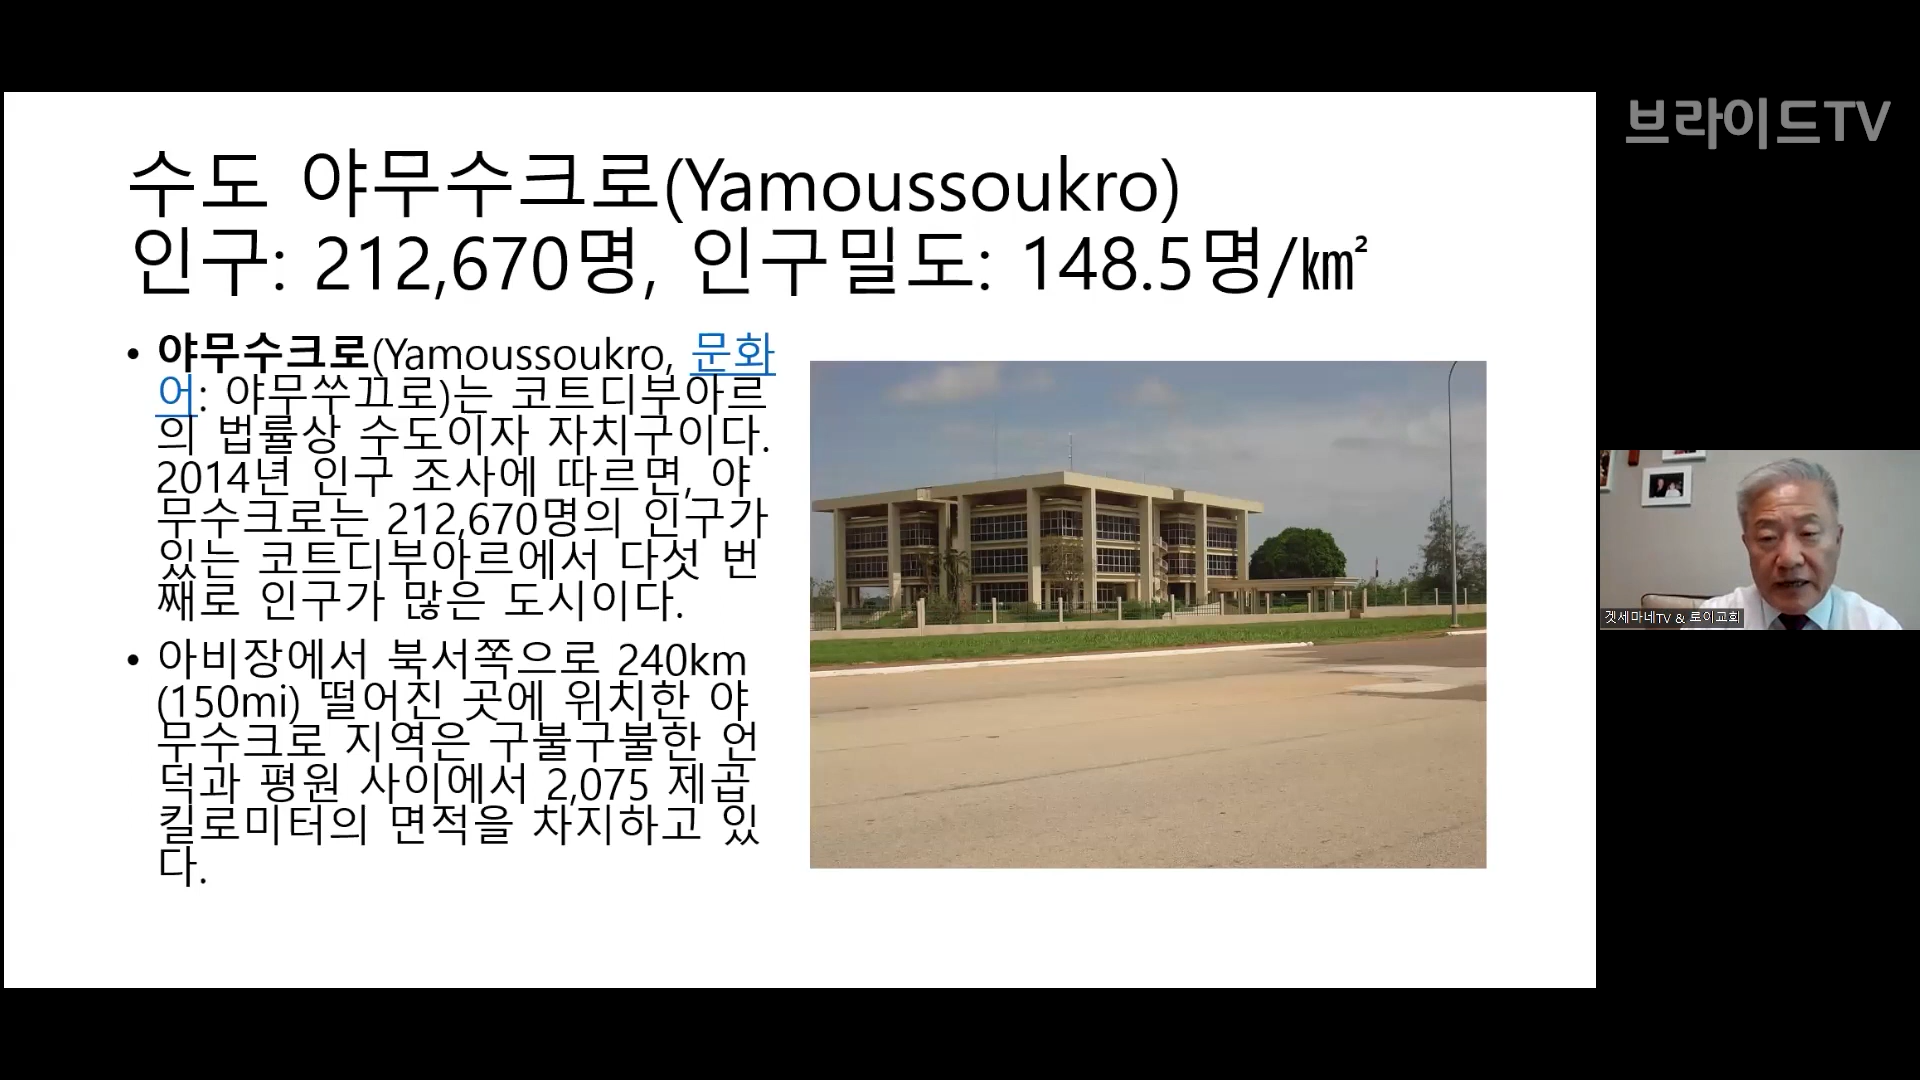 브라이드TV
수도 야무수크로(Yamoussoukro)
인구: 212,670명, 인구밀도: 148.5명/㎢
• 야무수크로(Yamoussoukro, 문화
어: 야무쑤끄로)는 코트디부아르
의 법률상 수도이자 자치구이다.
2014년 인구 조사에 따르면, 야
무수크로는 212,670명의 인구가
있는 코트디부아르에서 다섯 번
째로 인구가 많은 도시이다.
• 아비장에서 북서쪽으로 240km
(150mi) 떨어진 곳에 위치한 야
무수크로 지역은 구불구불한 언
덕과 평원 사이에서 2,075 제곱
킬로미터의 면적을 차지하고 있
다.
겟세마네TV & 로이교회